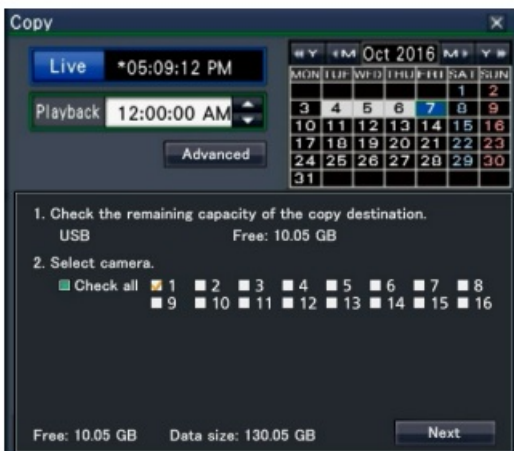 Copy
×
Live *05:09:12 PM
Playback 12:00:00 AM
Advanced
Y M Oct 2016 M Y
MON TUE WED THU FRI SAT SUN
1 2
3 4 5 6 7 8 9
10 11 12 13 14 15 16
17 18 19 20 21 22 23
24 25 26 27 28 29 30
31
1. Check the remaining capacity of the copy destination.
USB Free: 10.05 GB
2. Select camera.
Check all 1 2 3 4 5 6 7 8
9 10 11 12 13 14 15 16
Free: 10.05 GB Data size: 130.05 GB
Next